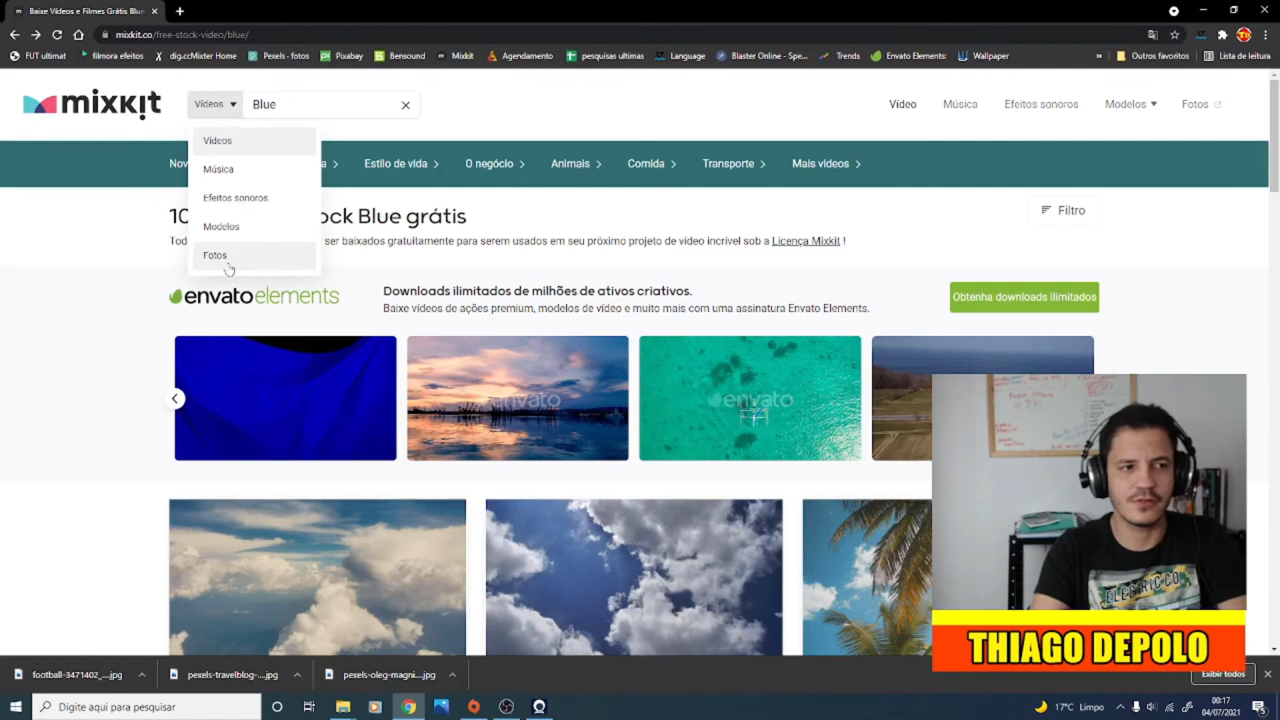 Baixe Vídeos e Filmes Grátis Blue
mixkit.co/free-stock-video/blue/
FUT ultimat
filmora efeitos
dig.ccMixter Home
Pexels - fotos
Pixabay
Bensound
Mixkit
Agendamento
pesquisas ultimas
Language
Blaster Online - Spe...
Trends
Envato Elements
Wallpaper
Outros favoritos
Lista de leitura
mixkit
Vídeos
Blue
Vídeo
Música
Efeitos sonoros
Modelos
Fotos
Vídeos
Música
Efeitos sonoros
Modelos
Fotos
Estilo de vida
O negócio
Animais
Comida
Transporte
Mais vídeos
Blue grátis
Filtro
ser baixados gratuitamente para serem usados em seu próximo projeto de vídeo incrível sob a Licença Mixkit !
envatoelements
Downloads ilimitados de milhões de ativos criativos.
Baixe vídeos de ações premium, modelos de vídeo e muito mais com uma assinatura Envato Elements.
Obtenha downloads ilimitados
envato
envato
ELECTRICCO
THIAGO DEPOLO
football-3471402_....jpg
pexels-travelblog-....jpg
pexels-oleg-magni....jpg
Exibir todos
Digite aqui para pesquisar
17°C Limpo
00:17
04/07/2021